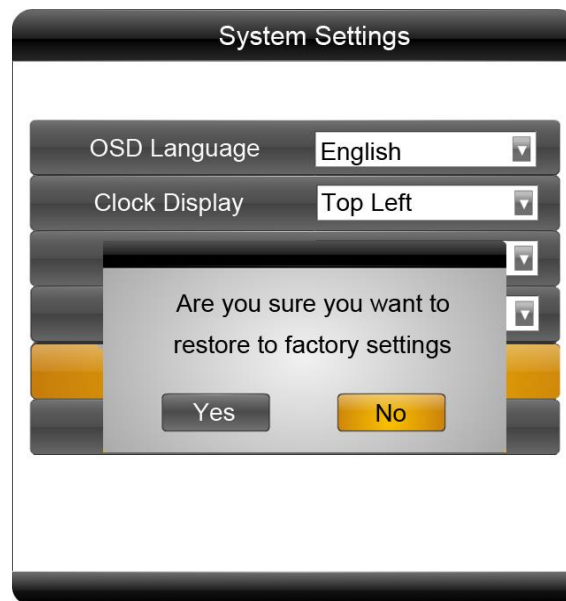 System Settings
OSD Language English
Clock Display Top Left
Are you sure you want to
restore to factory settings
Yes No